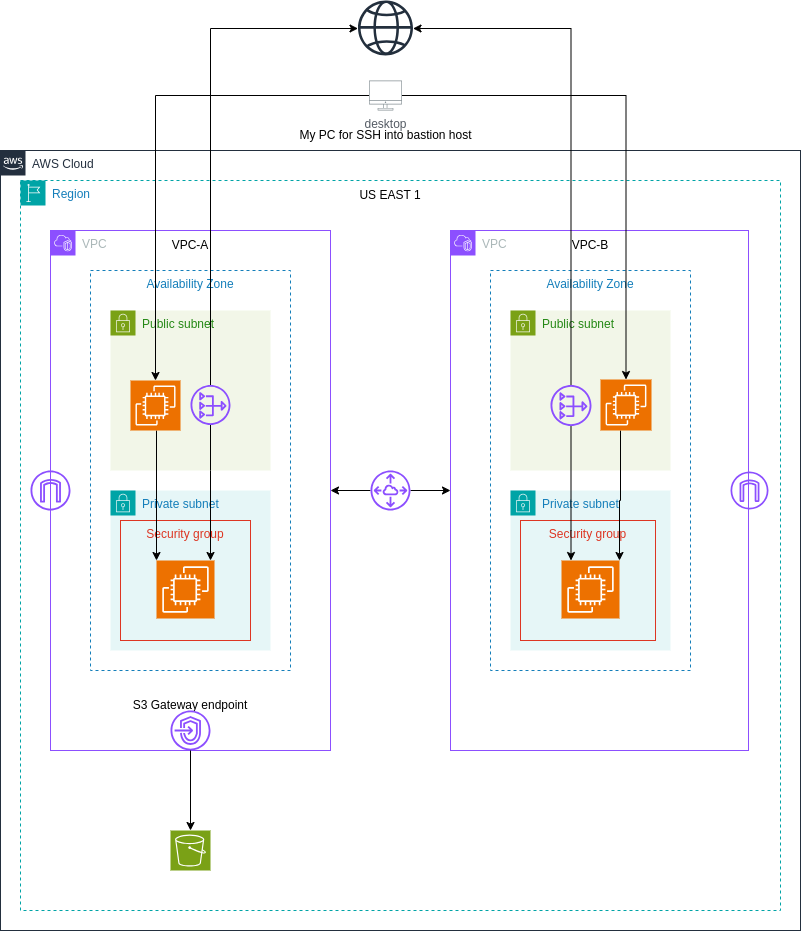 desktop
My PC for SSH into bastion host
aws
AWS Cloud
Region
US EAST 1
VPC
VPC-A
VPC
VPC-B
Availability Zone
Availability Zone
Public subnet
Public subnet
Private subnet
Private subnet
Security group
Security group
S3 Gateway endpoint